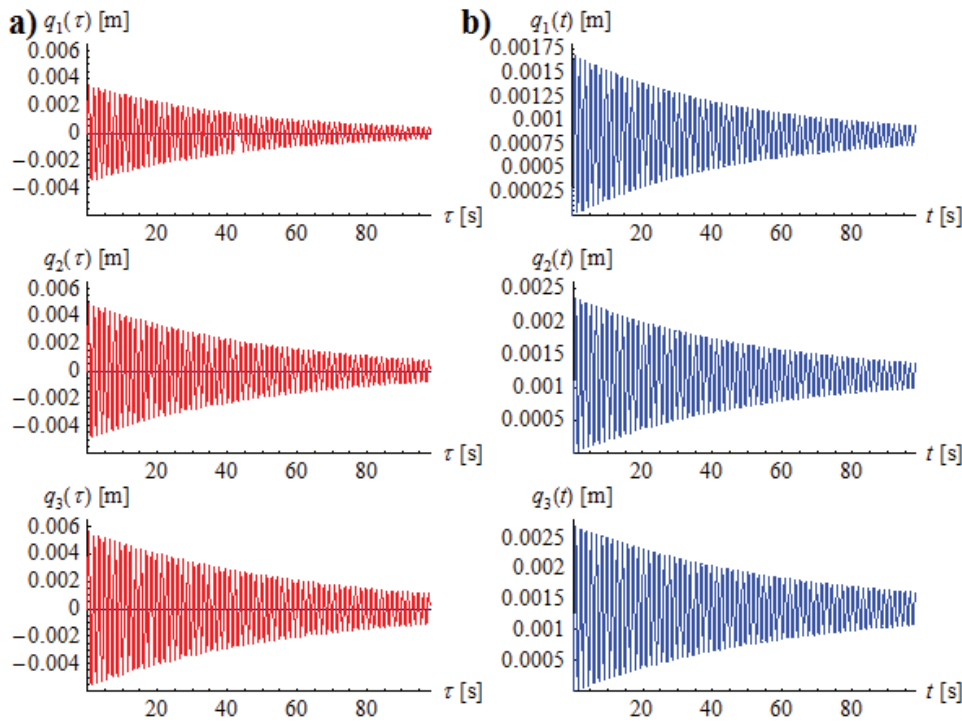 a) q1(τ) [m]
0.006
0.004
0.002
0
−0.002
−0.004
20 40 60 80 τ [s]
q2(τ) [m]
0.006
0.004
0.002
0
−0.002
−0.004
20 40 60 80 τ [s]
q3(τ) [m]
0.006
0.004
0.002
0
−0.002
−0.004
20 40 60 80 τ [s]
b) q1(t) [m]
0.00175
0.0015
0.00125
0.001
0.00075
0.0005
0.00025
20 40 60 80 t [s]
q2(t) [m]
0.0025
0.002
0.0015
0.001
0.0005
20 40 60 80 t [s]
q3(t) [m]
0.0025
0.002
0.0015
0.001
0.0005
20 40 60 80 t [s]